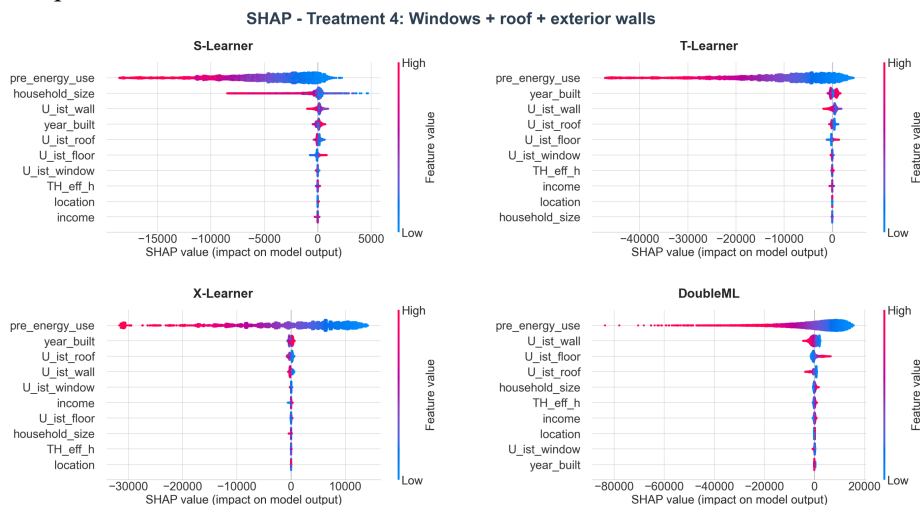 SHAP - Treatment 4: Windows + roof + exterior walls
S-Learner
High
pre_energy_use
household_size
U_ist_wall
year_built
U_ist_roof
U_ist_floor
U_ist_window
TH_eff_h
location
income
Feature value
Low
−15000 −10000 −5000 0 5000
SHAP value (impact on model output)
T-Learner
High
pre_energy_use
year_built
U_ist_wall
U_ist_roof
U_ist_floor
U_ist_window
TH_eff_h
income
location
household_size
Feature value
Low
−40000 −30000 −20000 −10000 0
SHAP value (impact on model output)
X-Learner
High
pre_energy_use
year_built
U_ist_roof
U_ist_wall
U_ist_window
income
U_ist_floor
household_size
TH_eff_h
location
Feature value
Low
−30000 −20000 −10000 0 10000
SHAP value (impact on model output)
DoubleML
High
pre_energy_use
U_ist_wall
U_ist_floor
U_ist_roof
household_size
TH_eff_h
income
location
U_ist_window
year_built
Feature value
Low
−80000 −60000 −40000 −20000 0 20000
SHAP value (impact on model output)